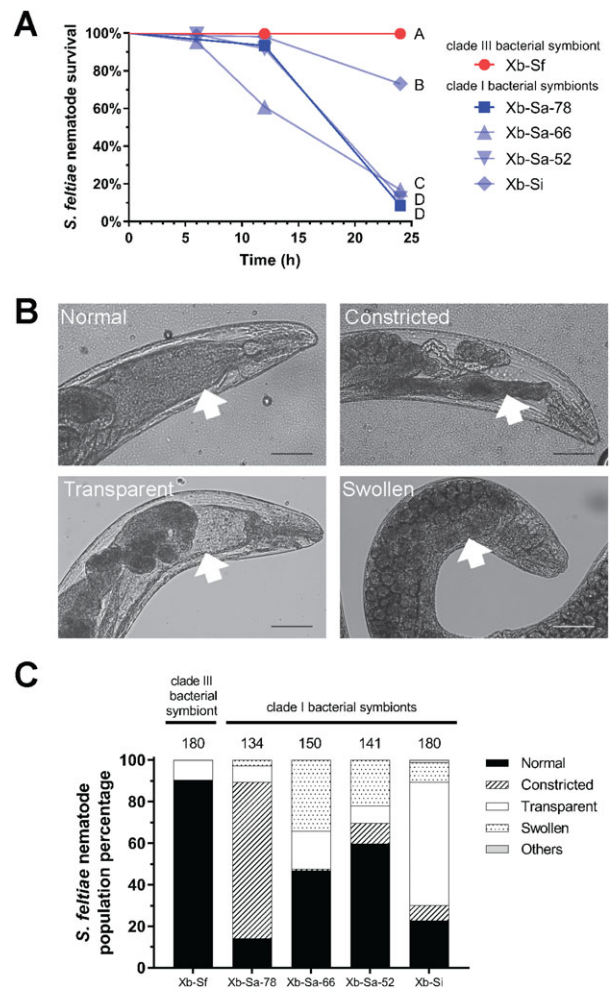 A
100%
80%
60%
40%
20%
0%
S. feltiae nematode survival
0
5
10
15
20
25
Time (h)
A
B
C
D
D
clade III bacterial symbiont
Xb-Sf
clade I bacterial symbionts
Xb-Sa-78
Xb-Sa-66
Xb-Sa-52
Xb-Si
B
Normal
Constricted
Transparent
Swollen
C
clade III
bacterial
symbiont
clade I bacterial symbionts
180
134
150
141
180
100
80
60
40
20
0
S. feltiae nematode
population percentage
Xb-Sf
Xb-Sa-78
Xb-Sa-66
Xb-Sa-52
Xb-Si
Normal
Constricted
Transparent
Swollen
Others